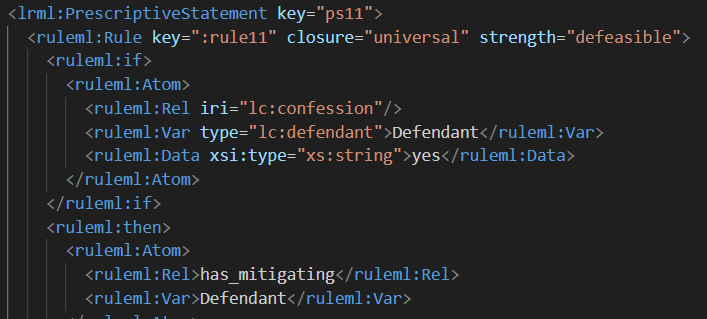 <lrml:PrescriptiveStatement key="ps11">
<ruleml:Rule key=":rule11" closure="universal" strength="defeasible">
<ruleml:if>
<ruleml:Atom>
<ruleml:Rel iri="lc:confession"/>
<ruleml:Var type="lc:defendant">Defendant</ruleml:Var>
<ruleml:Data xsi:type="xs:string">yes</ruleml:Data>
</ruleml:Atom>
</ruleml:if>
<ruleml:then>
<ruleml:Atom>
<ruleml:Rel>has_mitigating</ruleml:Rel>
<ruleml:Var>Defendant</ruleml:Var>